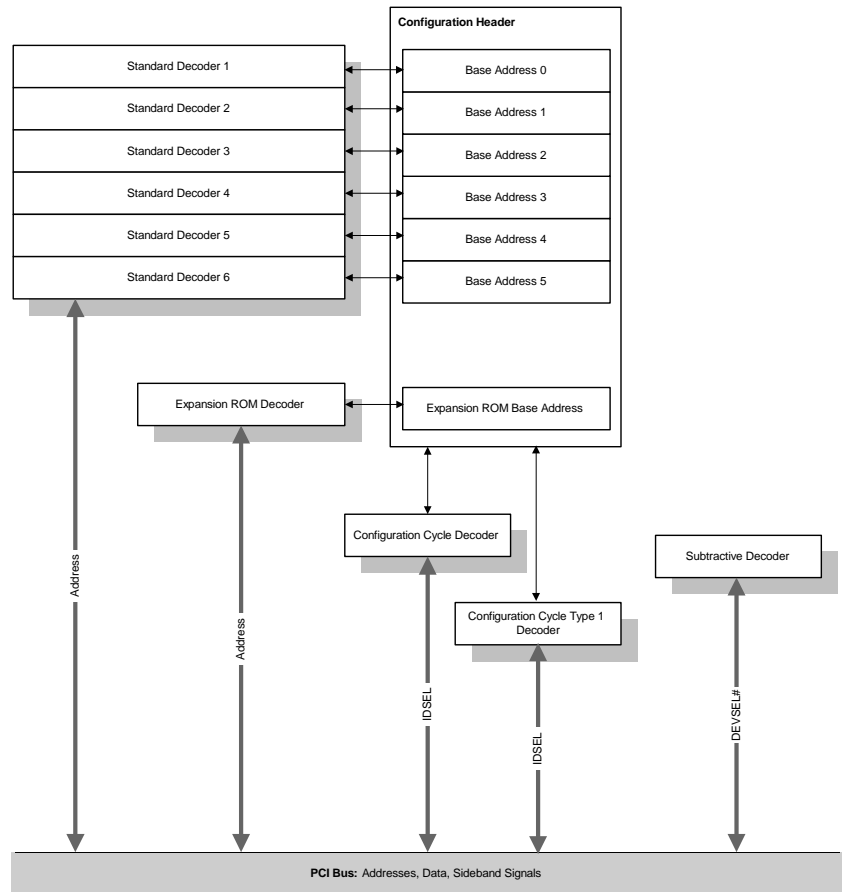 Configuration Header
Standard Decoder 1
Base Address 0
Standard Decoder 2
Base Address 1
Standard Decoder 3
Base Address 2
Standard Decoder 4
Base Address 3
Standard Decoder 5
Base Address 4
Standard Decoder 6
Base Address 5
Expansion ROM Decoder
Expansion ROM Base Address
Configuration Cycle Decoder
Subtractive Decoder
Configuration Cycle Type 1
Decoder
Address
Address
IDSEL
IDSEL
DEVSEL#
PCI Bus: Addresses, Data, Sideband Signals